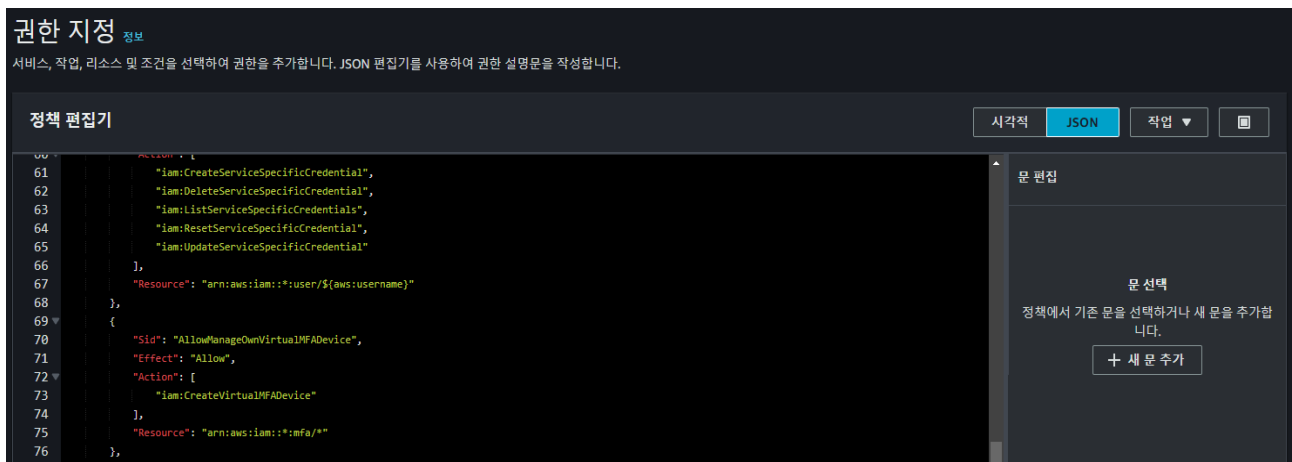 권한 지정 정보
서비스, 작업, 리소스 및 조건을 선택하여 권한을 추가합니다. JSON 편집기를 사용하여 권한 설명문을 작성합니다.
정책 편집기
시각적 JSON 작업 ▼
60 "Action": [
61 "iam:CreateServiceSpecificCredential",
62 "iam:DeleteServiceSpecificCredential",
63 "iam:ListServiceSpecificCredentials",
64 "iam:ResetServiceSpecificCredential",
65 "iam:UpdateServiceSpecificCredential"
66 ],
67 "Resource": "arn:aws:iam::*:user/${aws:username}"
68 },
69 {
70 "Sid": "AllowManageOwnVirtualMFADevice",
71 "Effect": "Allow",
72 "Action": [
73 "iam:CreateVirtualMFADevice"
74 ],
75 "Resource": "arn:aws:iam::*:mfa/*"
76 },
문 편집
문 선택
정책에서 기존 문을 선택하거나 새 문을 추가합
니다.
+ 새 문 추가